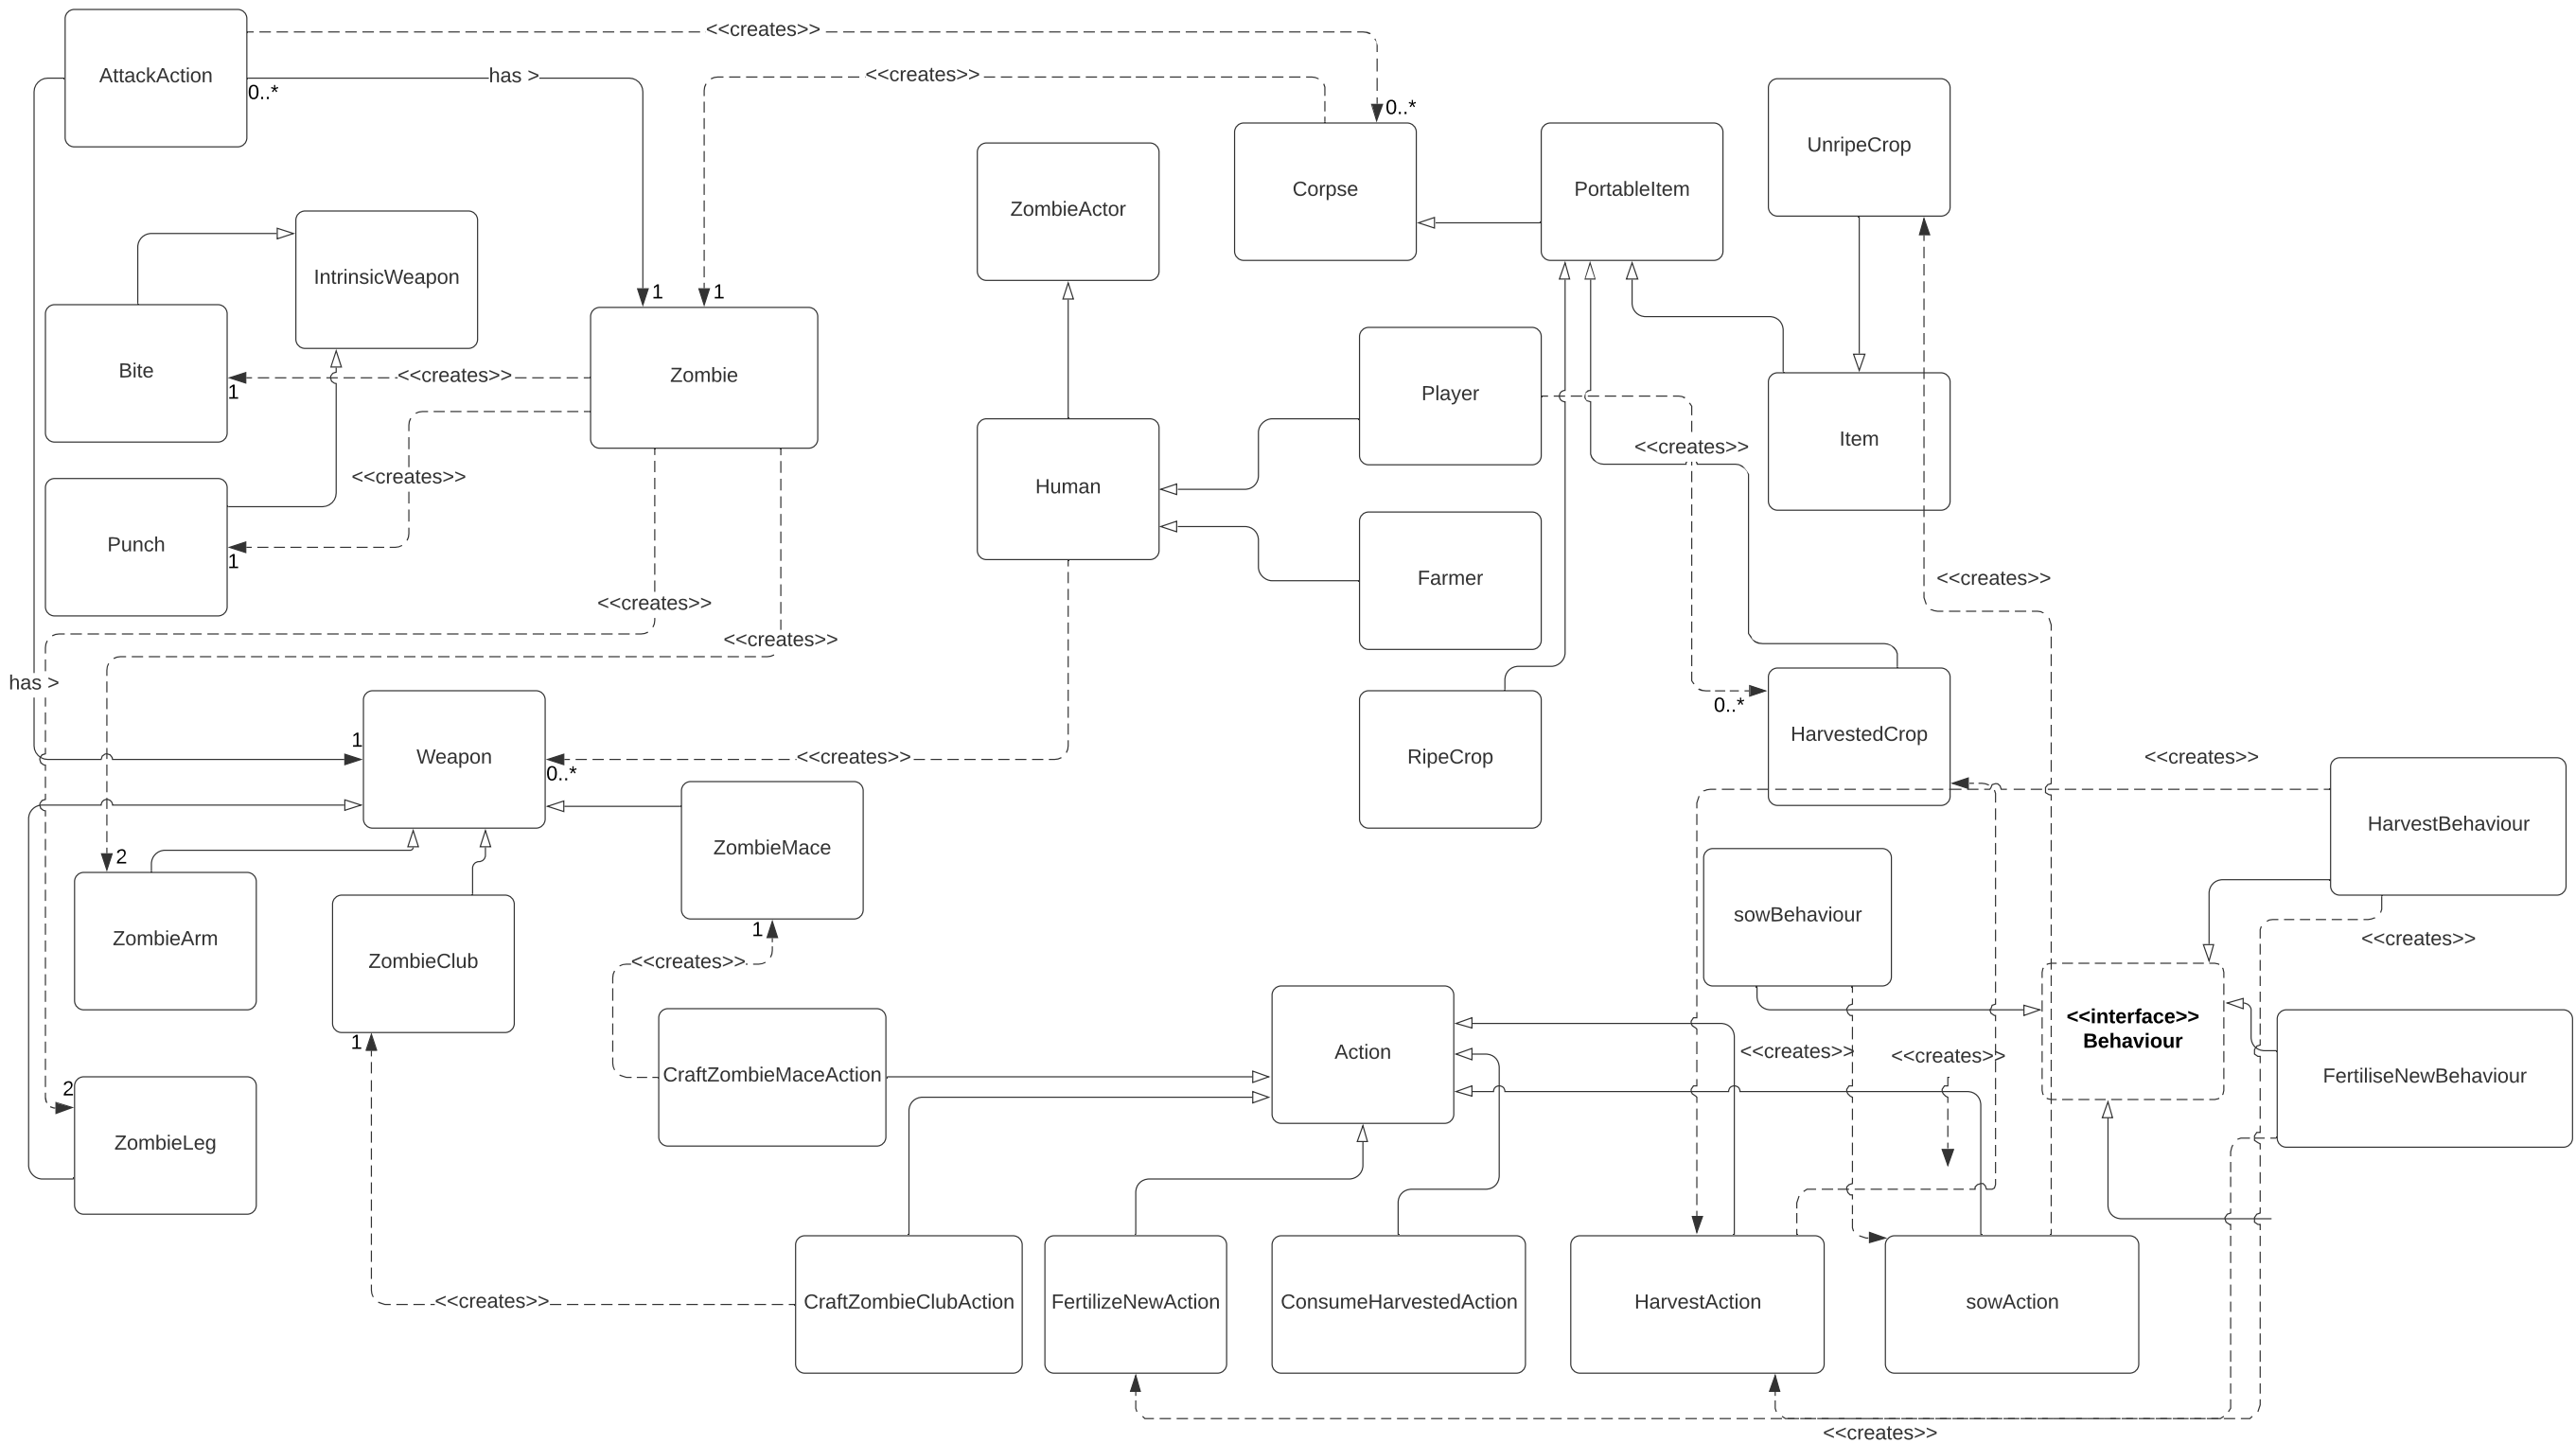 <<creates>>
AttackAction
has >
<<creates>>
0..*
0..*
UnripeCrop
Corpse
PortableItem
ZombieActor
IntrinsicWeapon
1
1
Bite
<<creates>>
Zombie
1
Player
<<creates>>
Item
<<creates>>
Human
Punch
1
<<creates>>
Farmer
<<creates>>
<<creates>>
has >
0..*
1
Weapon
<<creates>>
0..*
RipeCrop
HarvestedCrop
<<creates>>
HarvestBehaviour
2
ZombieMace
ZombieArm
ZombieClub
1
<<creates>>
sowBehaviour
<<creates>>
1
2
ZombieLeg
CraftZombieMaceAction
Action
<<creates>>
<<creates>>
<<interface>>
Behaviour
FertiliseNewBehaviour
<<creates>>
CraftZombieClubAction
FertilizeNewAction
ConsumeHarvestedAction
HarvestAction
sowAction
<<creates>>